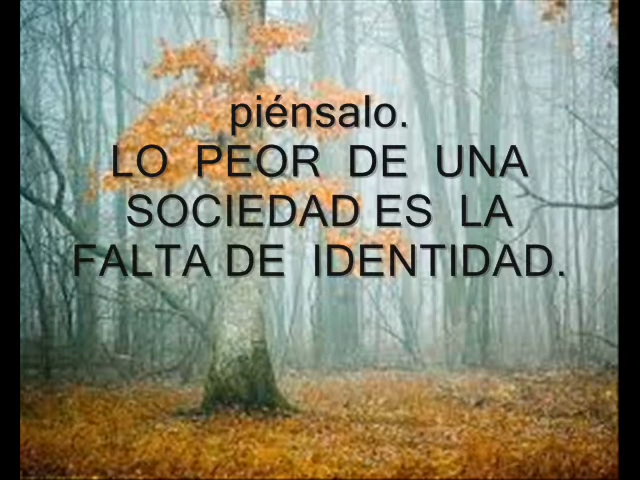 piénsalo.
LO PEOR DE UNA
SOCIEDAD ES LA
FALTA DE IDENTIDAD.